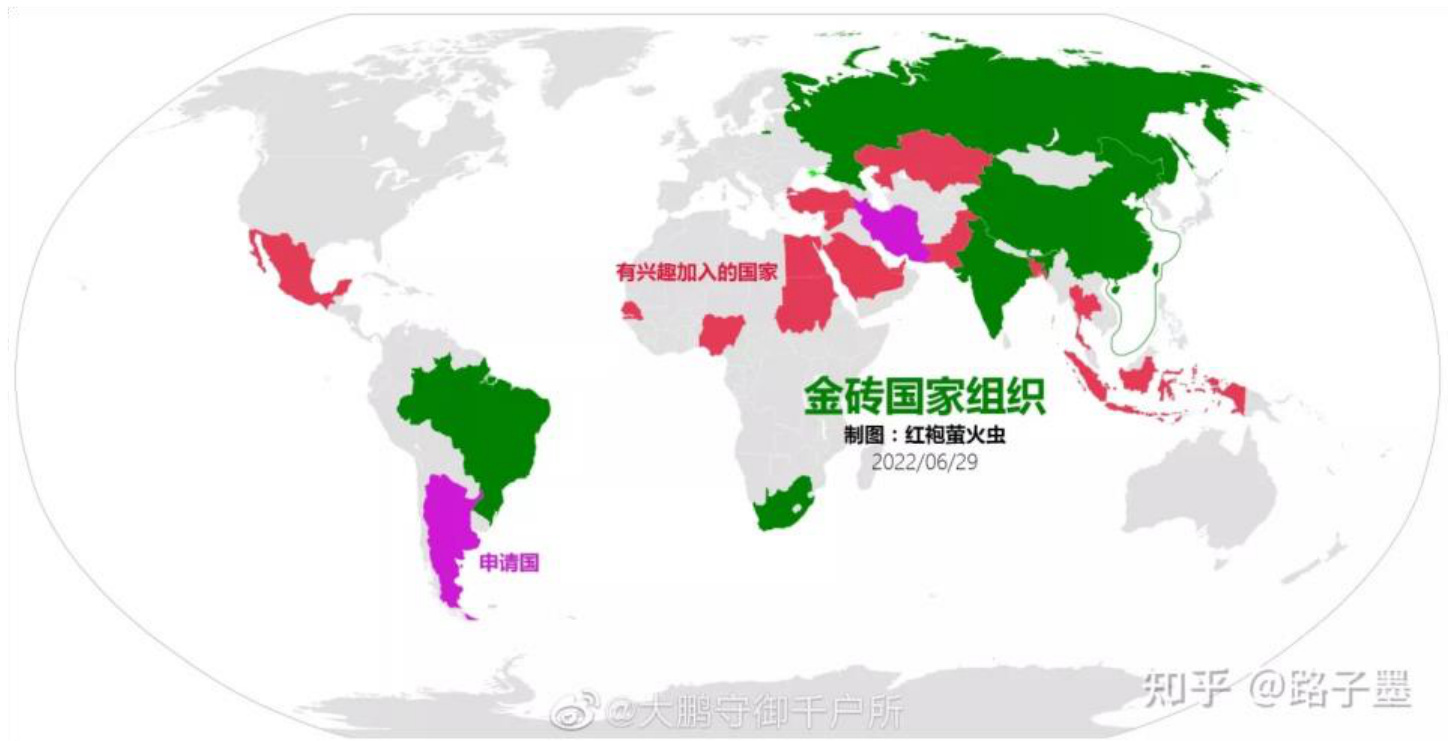 有兴趣加入的国家
金砖国家组织
制图：红袍萤火虫
2022/06/29
申请国
知乎 @路子墨
@大鹏守御千户所